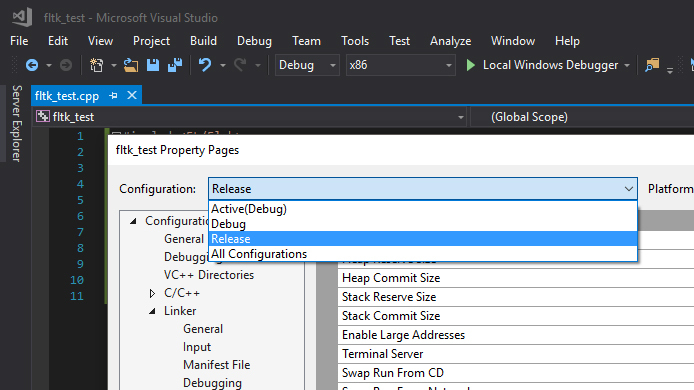 fltk_test - Microsoft Visual Studio
File Edit View Project Build Debug Team Tools Test Analyze Window Help
Debug x86 Local Windows Debugger
Server Explorer
fltk_test.cpp
fltk_test (Global Scope)
1
2
3
4
5
6
7
8
9
10
11
fltk_test Property Pages
Configuration: Release Platform
Active(Debug)
Debug
Release
All Configurations
General
Debugging
VC++ Directories
C/C++
Linker
General
Input
Manifest File
Debugging
Heap Reserve Size
Heap Commit Size
Stack Reserve Size
Stack Commit Size
Enable Large Addresses
Terminal Server
Swap Run From CD